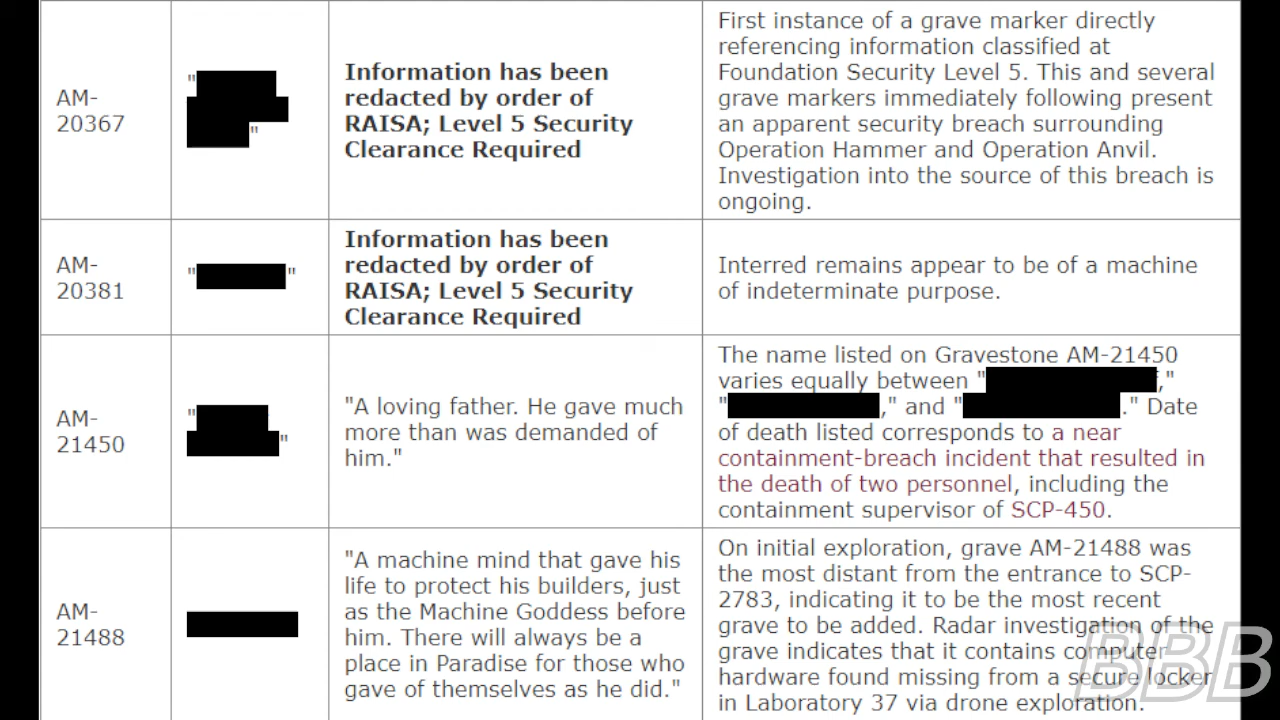 AM-
20367
"
"
Information has been
redacted by order of
RAISA; Level 5 Security
Clearance Required
First instance of a grave marker directly
referencing information classified at
Foundation Security Level 5. This and several
grave markers immediately following present
an apparent security breach surrounding
Operation Hammer and Operation Anvil.
Investigation into the source of this breach is
ongoing.
AM-
20381
" "
Information has been
redacted by order of
RAISA; Level 5 Security
Clearance Required
Interred remains appear to be of a machine
of indeterminate purpose.
AM-
21450
"
"
"A loving father. He gave much
more than was demanded of
him."
The name listed on Gravestone AM-21450
varies equally between " ,"
" ," and " ." Date
of death listed corresponds to a near
containment-breach incident that resulted in
the death of two personnel, including the
containment supervisor of SCP-450.
AM-
21488
"A machine mind that gave his
life to protect his builders, just
as the Machine Goddess before
him. There will always be a
place in Paradise for those who
gave of themselves as he did."
On initial exploration, grave AM-21488 was
the most distant from the entrance to SCP-
2783, indicating it to be the most recent
grave to be added. Radar investigation of the
grave indicates that it contains computer
hardware found missing from a secure locker
in Laboratory 37 via drone exploration.
BBB